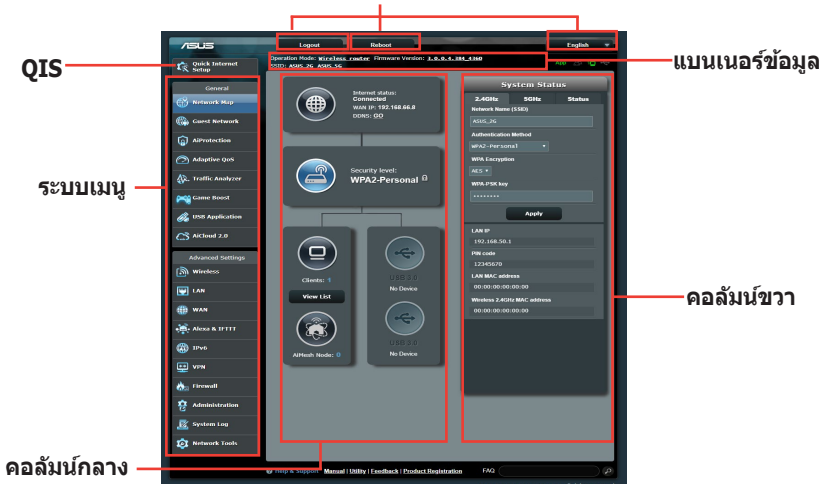 ASUS
Logout
Reboot
English
QIS
Quick Internet
Setup
Operation Mode: Wireless router Firmware Version: 3.0.0.4.384_4360
SSID: ASUS_2G ASUS_5G
App
แบนเนอร์ข้อมูล
ระบบเมนู
General
Network Map
Guest Network
AiProtection
Adaptive QoS
Traffic Analyzer
Game Boost
USB Application
AiCloud 2.0
Advanced Settings
Wireless
LAN
WAN
Alexa & IFTTT
IPv6
VPN
Firewall
Administration
System Log
Network Tools
Internet status:
Connected
WAN IP: 192.168.66.8
DDNS: GO
Security level:
WPA2-Personal
Clients: 1
View List
AiMesh Node: 0
USB 3.0
No Device
USB 3.0
No Device
System Status
2.4GHz 5GHz Status
Network Name (SSID)
ASUS_2G
Authentication Method
WPA2-Personal
WPA Encryption
AES
WPA-PSK key
········
Apply
LAN IP
192.168.50.1
PIN code
12345670
LAN MAC address
00:00:00:00:00:00
Wireless 2.4GHz MAC address
00:00:00:00:00:00
คอลัมน์ขวา
คอลัมน์กลาง
Help & Support Manual | Utility | Feedback | Product Registration FAQ